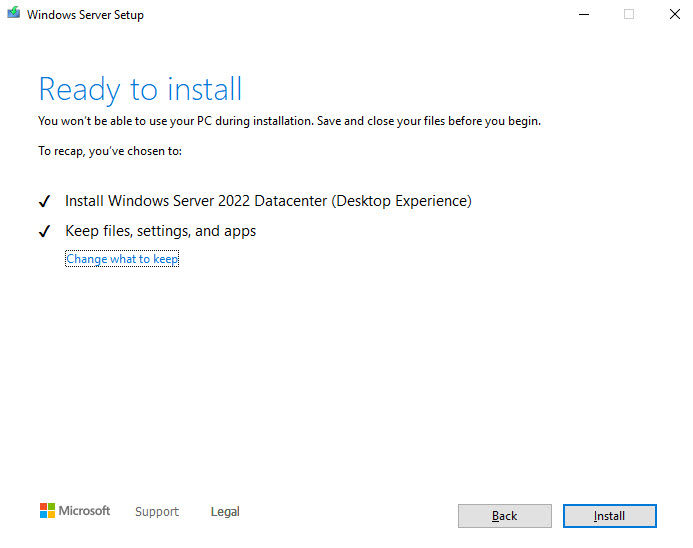 Windows Server Setup
Ready to install
You won't be able to use your PC during installation. Save and close your files before you begin.
To recap, you've chosen to:
Install Windows Server 2022 Datacenter (Desktop Experience)
Keep files, settings, and apps
Change what to keep
Microsoft Support Legal Back Install